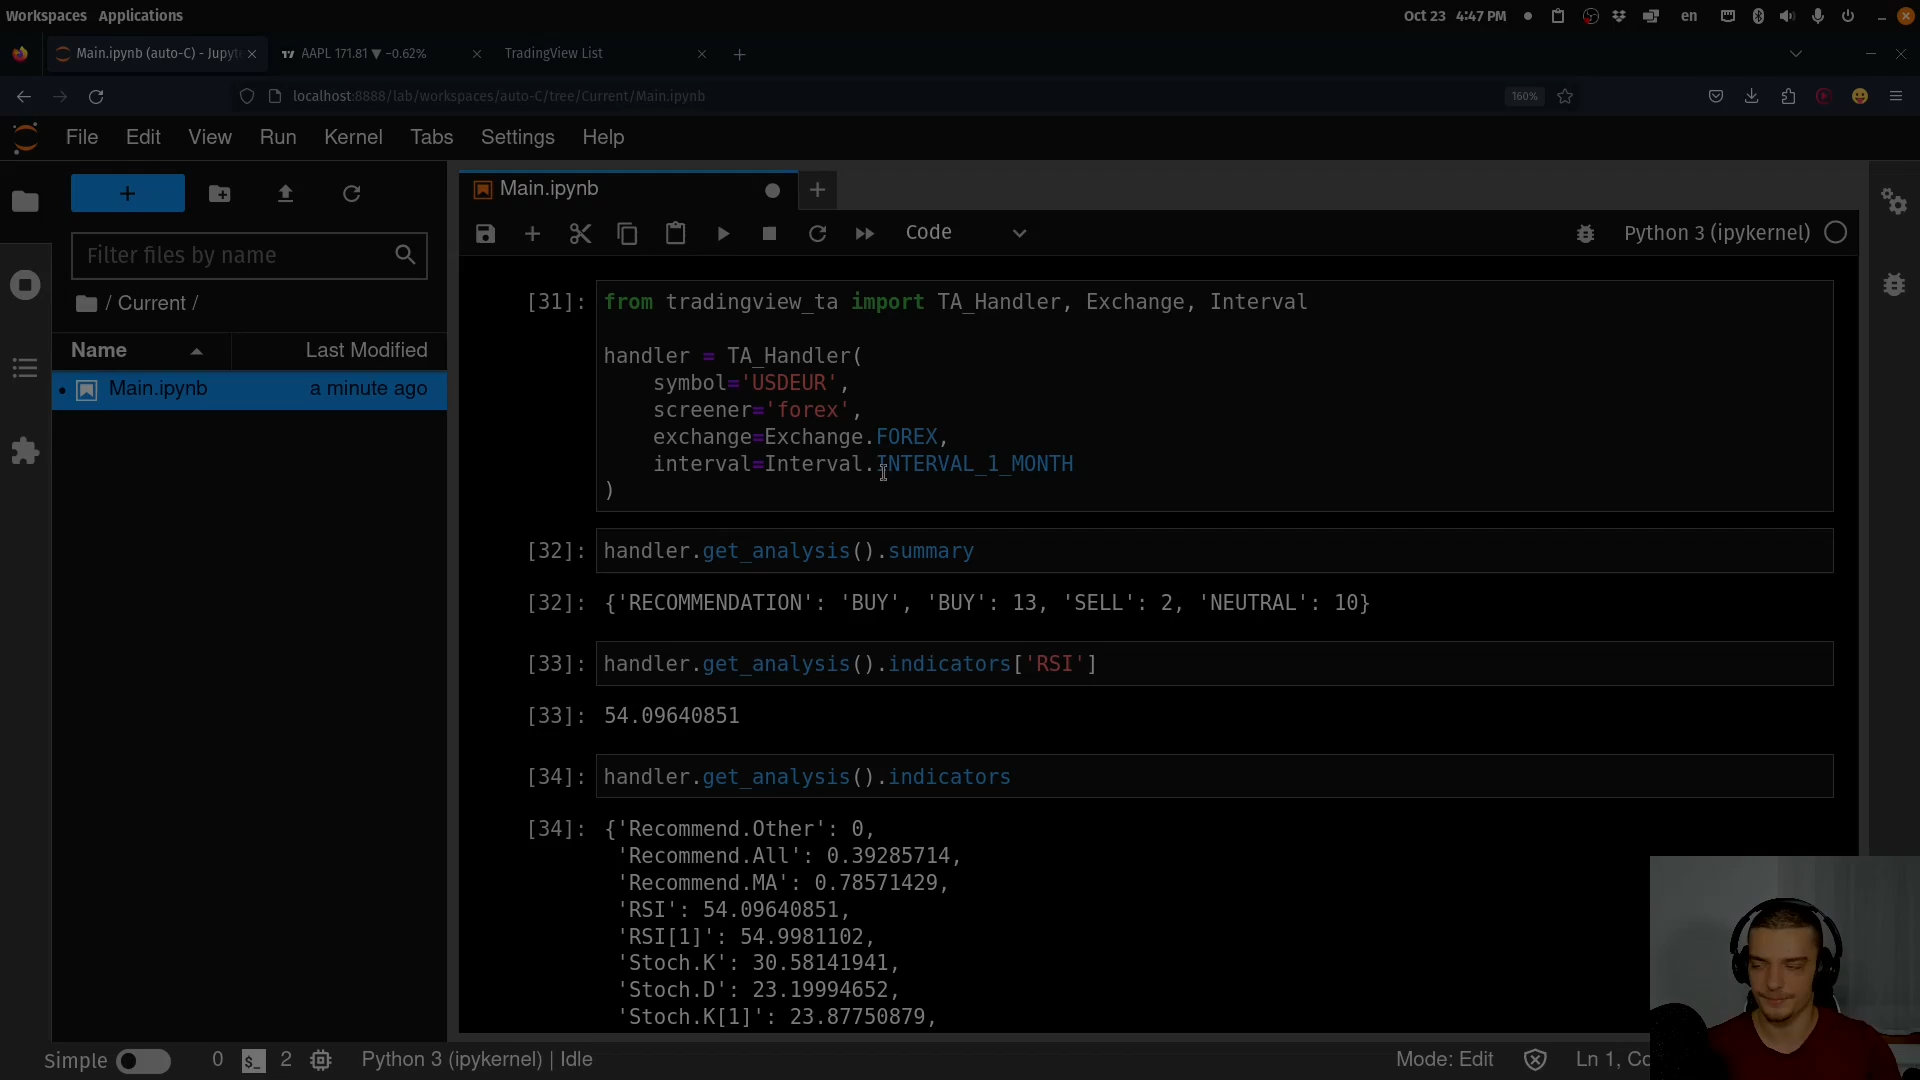 Workspaces Applications
Oct 23 4:47 PM
en
Main.ipynb (auto-C) - Jupyte
AAPL 171.81 ▼ −0.62%
TradingView List
localhost:8888/lab/workspaces/auto-C/tree/Current/Main.ipynb
160%
File Edit View Run Kernel Tabs Settings Help
Filter files by name
/ Current /
Name Last Modified
Main.ipynb a minute ago
Main.ipynb
Code
Python 3 (ipykernel)
[31]: from tradingview_ta import TA_Handler, Exchange, Interval
handler = TA_Handler(
symbol='USDEUR',
screener='forex',
exchange=Exchange.FOREX,
interval=Interval.INTERVAL_1_MONTH
)
[32]: handler.get_analysis().summary
[32]: {'RECOMMENDATION': 'BUY', 'BUY': 13, 'SELL': 2, 'NEUTRAL': 10}
[33]: handler.get_analysis().indicators['RSI']
[33]: 54.09640851
[34]: handler.get_analysis().indicators
[34]: {'Recommend.Other': 0,
'Recommend.All': 0.39285714,
'Recommend.MA': 0.78571429,
'RSI': 54.09640851,
'RSI[1]': 54.9981102,
'Stoch.K': 30.58141941,
'Stoch.D': 23.19994652,
'Stoch.K[1]': 23.87750879,
Simple 0 $_ 2 Python 3 (ipykernel) | Idle
Mode: Edit Ln 1, Co